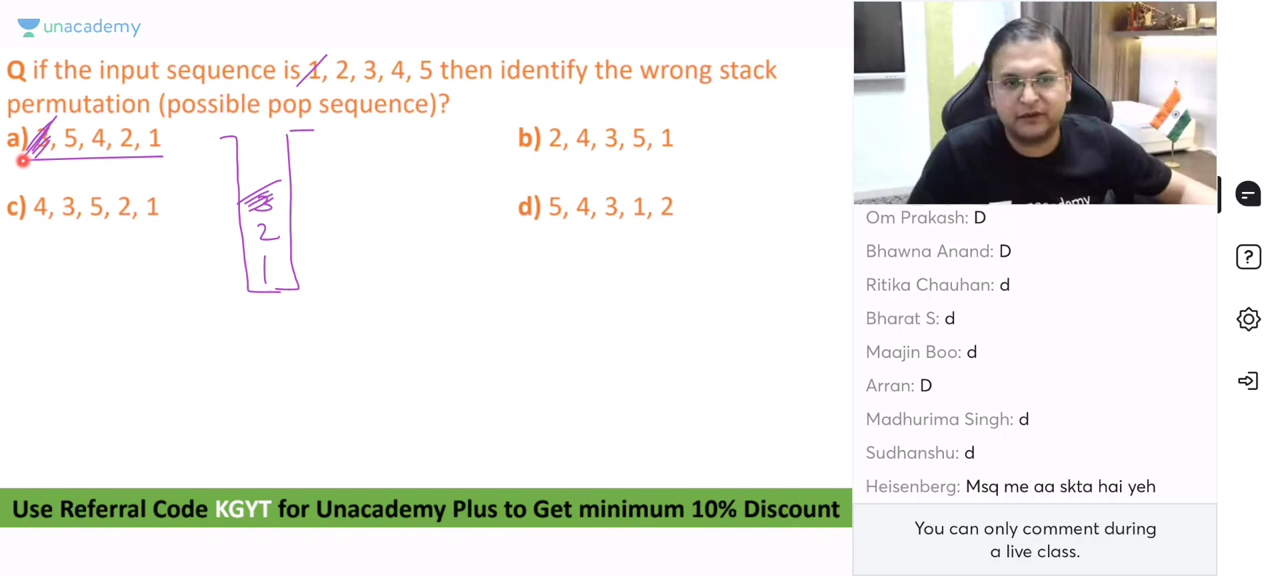 unacademy
Q if the input sequence is 1, 2, 3, 4, 5 then identify the wrong stack
permutation (possible pop sequence)?
a) , 5, 4, 2, 1
b) 2, 4, 3, 5, 1
c) 4, 3, 5, 2, 1
d) 5, 4, 3, 1, 2
3
2
1
Use Referral Code KGYT for Unacademy Plus to Get minimum 10% Discount
Om Prakash: D
Bhawna Anand: D
Ritika Chauhan: d
Bharat S: d
Maajin Boo: d
Arran: D
Madhurima Singh: d
Sudhanshu: d
Heisenberg: Msq me aa skta hai yeh
You can only comment during
a live class.
?